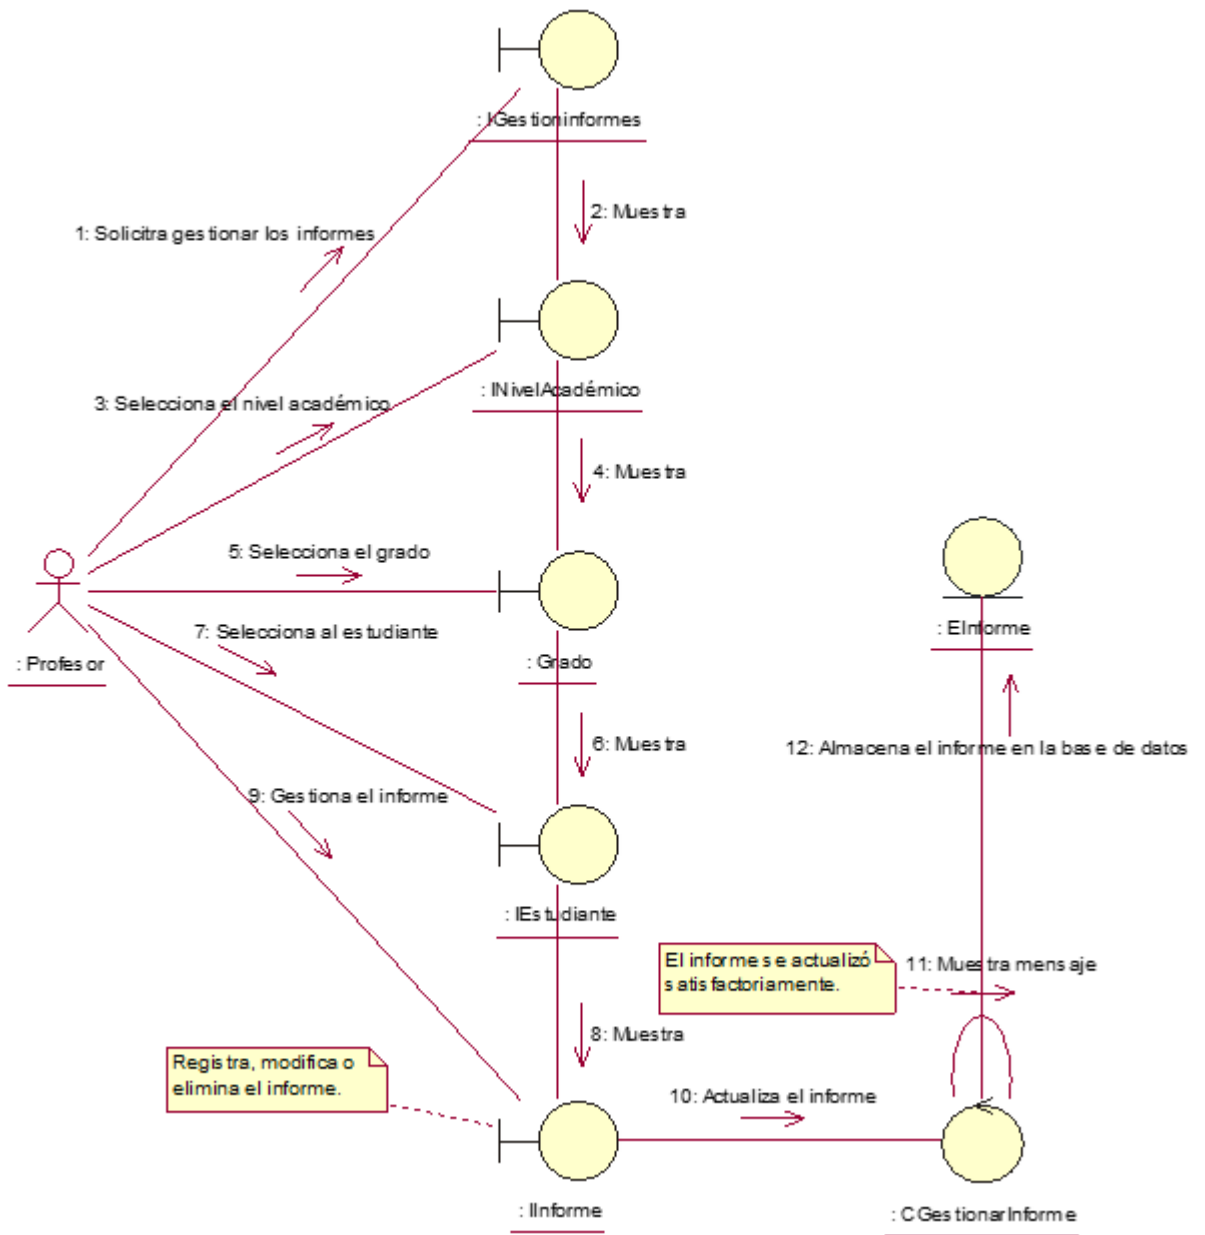 : IGestioninformes
2: Muestra
1: Solicitra gestionar los informes
: INivelAcadémico
3: Selecciona el nivel académico
4: Muestra
5: Selecciona el grado
: EInforme
7: Selecciona al estudiante
: Profesor
: Grado
6: Muestra
12: Almacena el informe en la base de datos
9: Gestiona el informe
: IEstudiante
El informe se actualizó
satisfactoriamente.
11: Muestra mensaje
8: Muestra
Registra, modifica o
elimina el informe.
10: Actualiza el informe
: IInforme
: CGestionarInforme